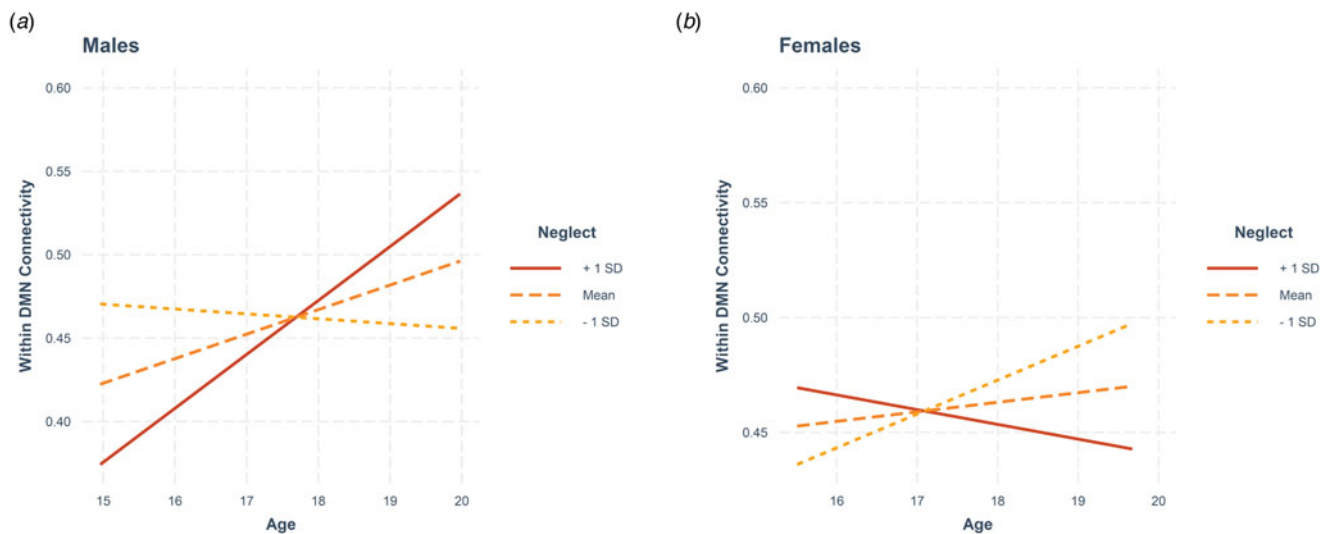 (a)
Males
Within DMN Connectivity
0.60
0.55
0.50
0.45
0.40
15 16 17 18 19 20
Age
Neglect
+ 1 SD
Mean
- 1 SD
(b)
Females
Within DMN Connectivity
0.60
0.55
0.50
0.45
16 17 18 19 20
Age
Neglect
+ 1 SD
Mean
- 1 SD